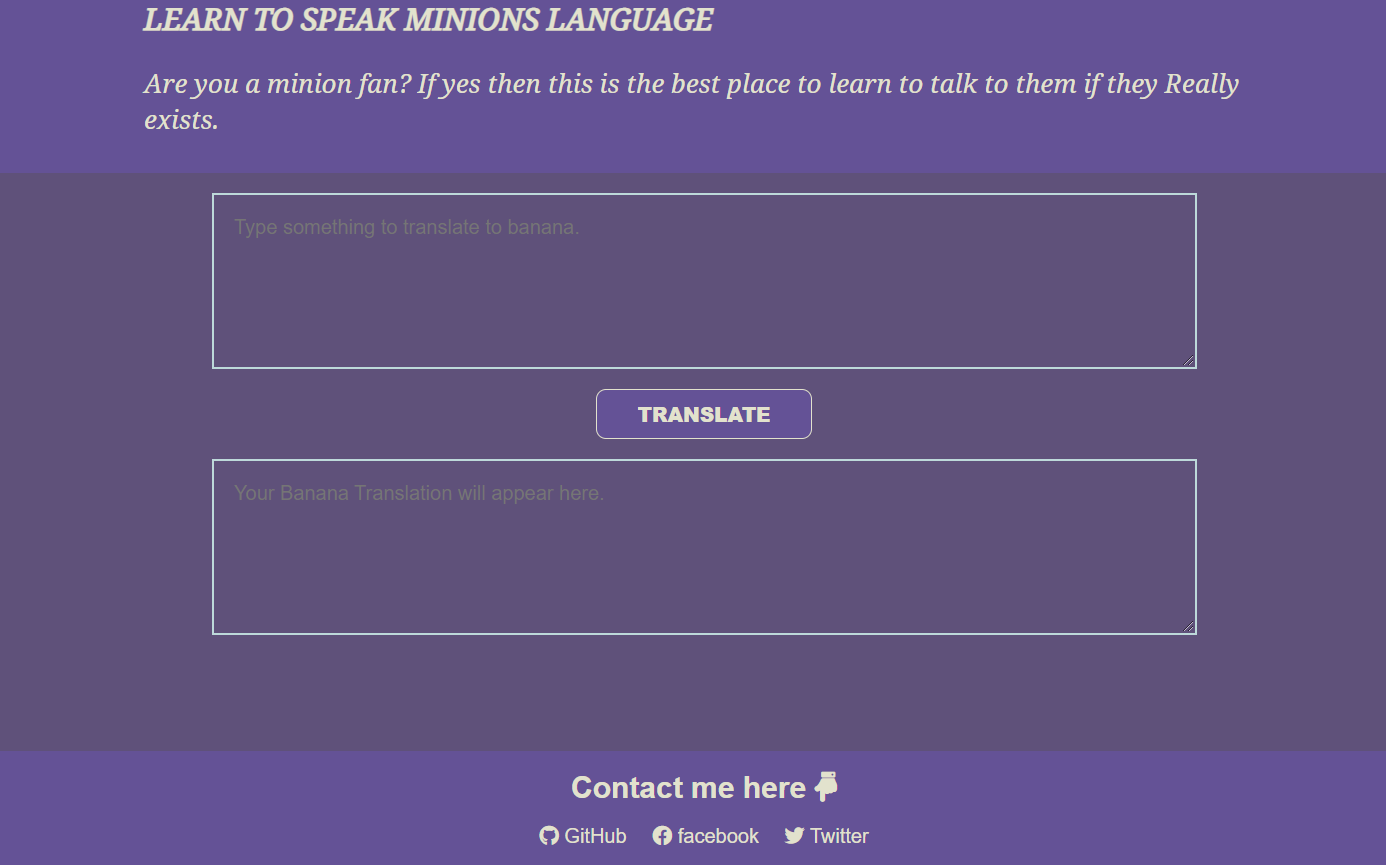 LEARN TO SPEAK MINIONS LANGUAGE
Are you a minion fan? If yes then this is the best place to learn to talk to them if they Really
exists.
Type something to translate to banana.
TRANSLATE
Your Banana Translation will appear here.
Contact me here
GitHub facebook Twitter